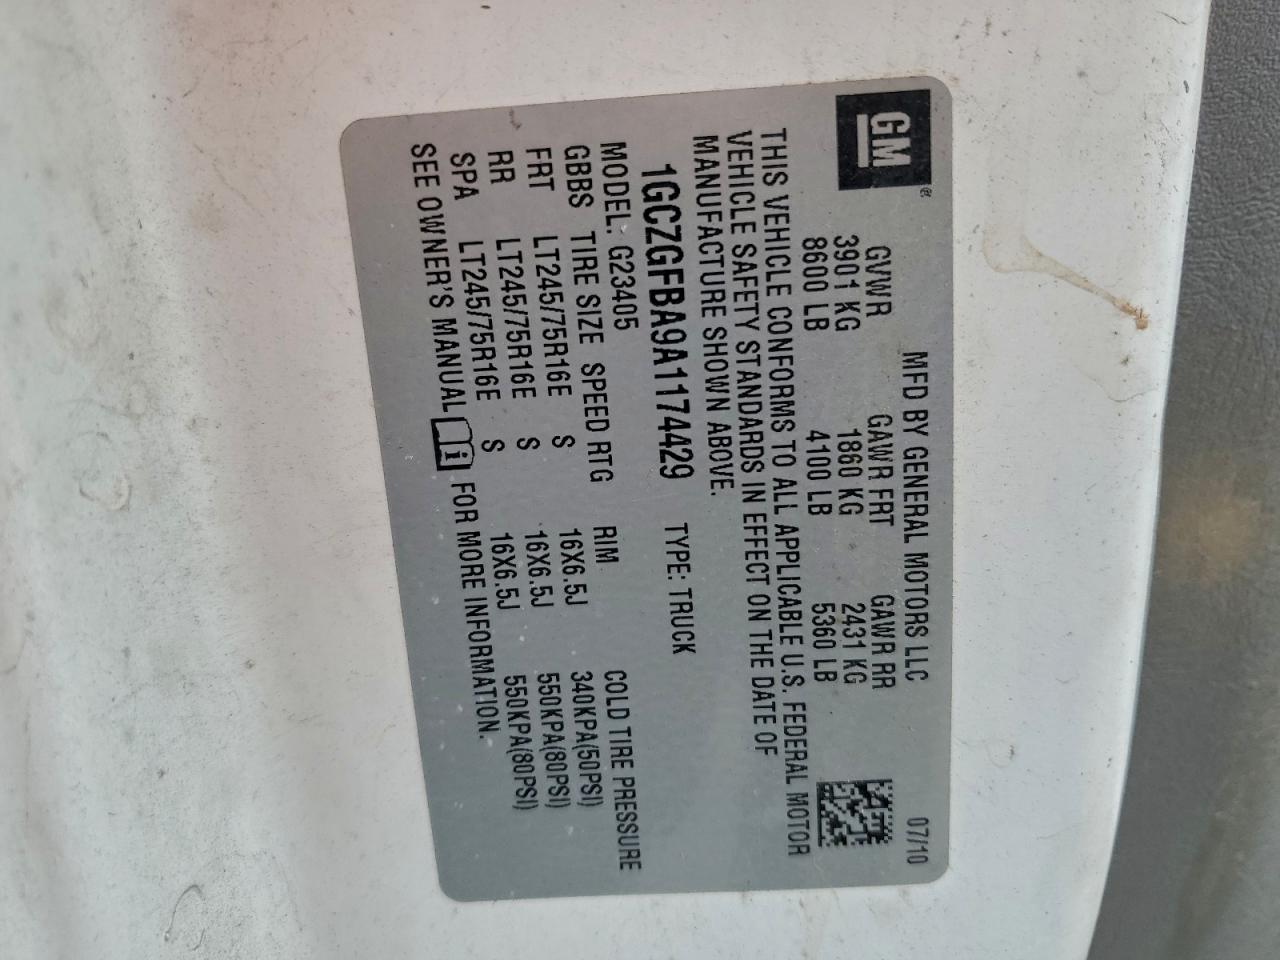 GM
MFD BY GENERAL MOTORS LLC 07/10
GVWR GAWR FRT GAWR RR
3901 KG 1860 KG 2431 KG
8600 LB 4100 LB 5360 LB
THIS VEHICLE CONFORMS TO ALL APPLICABLE U.S. FEDERAL MOTOR
VEHICLE SAFETY STANDARDS IN EFFECT ON THE DATE OF
MANUFACTURE SHOWN ABOVE.
1GCZGFBA9A1174429 TYPE: TRUCK
MODEL: G23405
GBBS TIRE SIZE SPEED RTG RIM COLD TIRE PRESSURE
FRT LT245/75R16E S 16X6.5J 340KPA(50PSI)
RR LT245/75R16E S 16X6.5J 550KPA(80PSI)
SPA LT245/75R16E S 16X6.5J 550KPA(80PSI)
SEE OWNER'S MANUAL i FOR MORE INFORMATION.